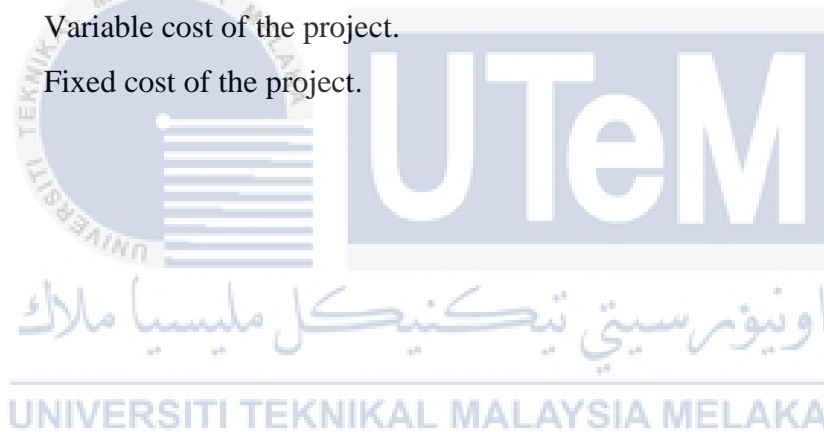 Variable cost of the project.
Fixed cost of the project.
UNIVERSITI
UTeM
اونيۏرسيتي تيكنيكل مليسيا ملاك
UNIVERSITI TEKNIKAL MALAYSIA MELAKA